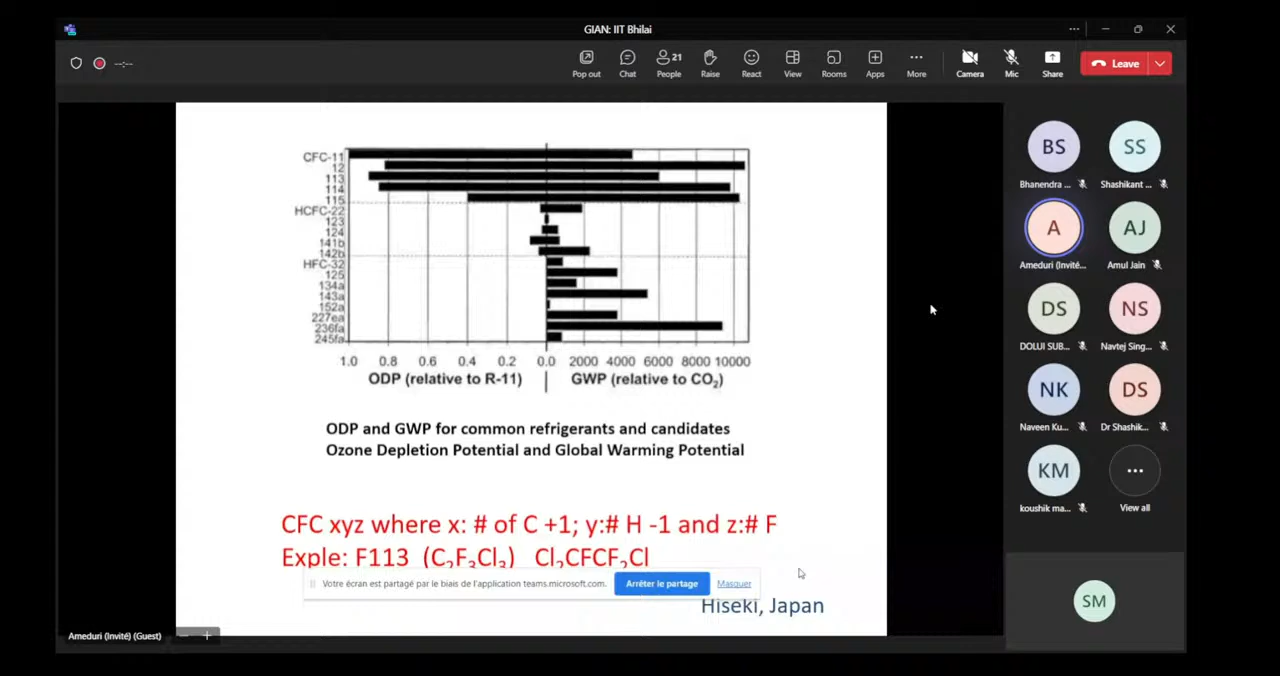 GIAN: IIT Bhilai
--:--
Pop out
Chat
21
People
Raise
React
View
Rooms
Apps
More
Camera
Mic
Share
Leave
CFC-11
12
113
114
115
HCFC-22
123
124
141b
142b
HFC-32
125
134a
143a
152a
227ea
236fa
245fa
1.0 0.8 0.6 0.4 0.2 0.0 2000 4000 6000 8000 10000
ODP (relative to R-11) GWP (relative to CO₂)
ODP and GWP for common refrigerants and candidates
Ozone Depletion Potential and Global Warming Potential
CFC xyz where x: # of C +1; y:# H -1 and z:# F
Exple: F113 (C₂F₃Cl₃) Cl₂CFCF₂Cl
Votre écran est partagé par le biais de l'application teams.microsoft.com.
Arrêter le partage
Masquer
Hiseki, Japan
Ameduri (Invité) (Guest)
BS
Bhanendra ...
SS
Shashikant ...
A
Ameduri (Invité...
AJ
Amul Jain
DS
DOLUI SUB...
NS
Navtej Sing...
NK
Naveen Ku...
DS
Dr Shashik...
KM
koushik ma...
View all
SM